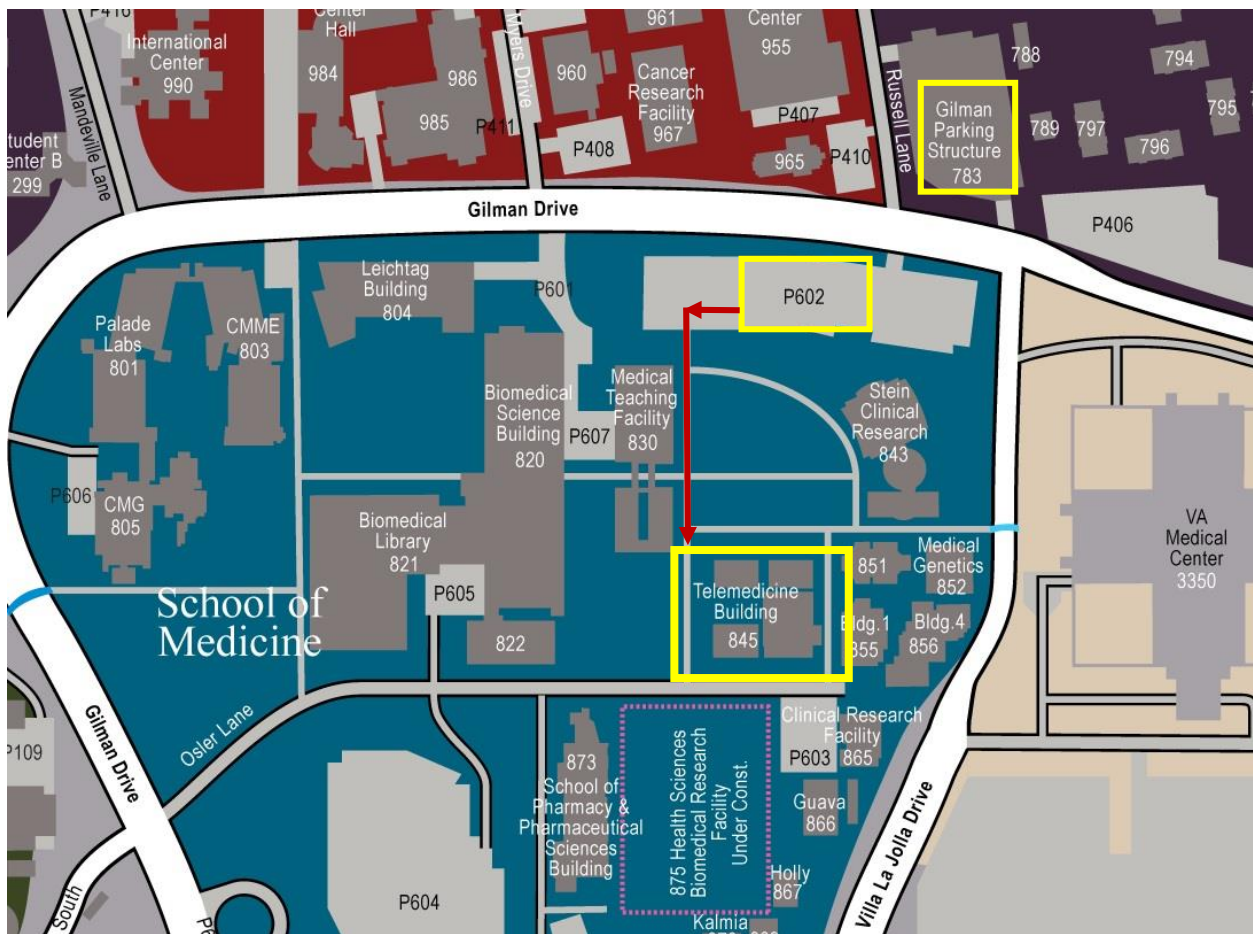 P416
International
Center
990
Center
Hall
984
986
985
Myers Drive
P411
960
961
Cancer
Research
Facility
967
P408
Center
955
P407
965
P410
Russell Lane
Gilman
Parking
Structure
783
788
789
797
794
795
796
P406
Mandeville Lane
tudent
enter B
299
Gilman Drive
Leichtag
Building
804
P601
P602
Palade
Labs
801
CMME
803
Biomedical
Science
Building
820
Medical
Teaching
Facility
830
P607
Stein
Clinical
Research
843
P606
CMG
805
Biomedical
Library
821
P605
822
School of
Medicine
Telemedicine
Building
845
851
Medical
Genetics
852
Bldg.1
855
Bldg.4
856
VA
Medical
Center
3350
Osler Lane
Gilman Drive
P109
South
P604
873
School of
Pharmacy &
Pharmaceutical
Sciences
Building
875 Health Sciences
Biomedical Research
Facility
Under Const.
Clinical Research
Facility
865
P603
Guava
866
Holly
867
Kalmia
Villa La Jolla Drive